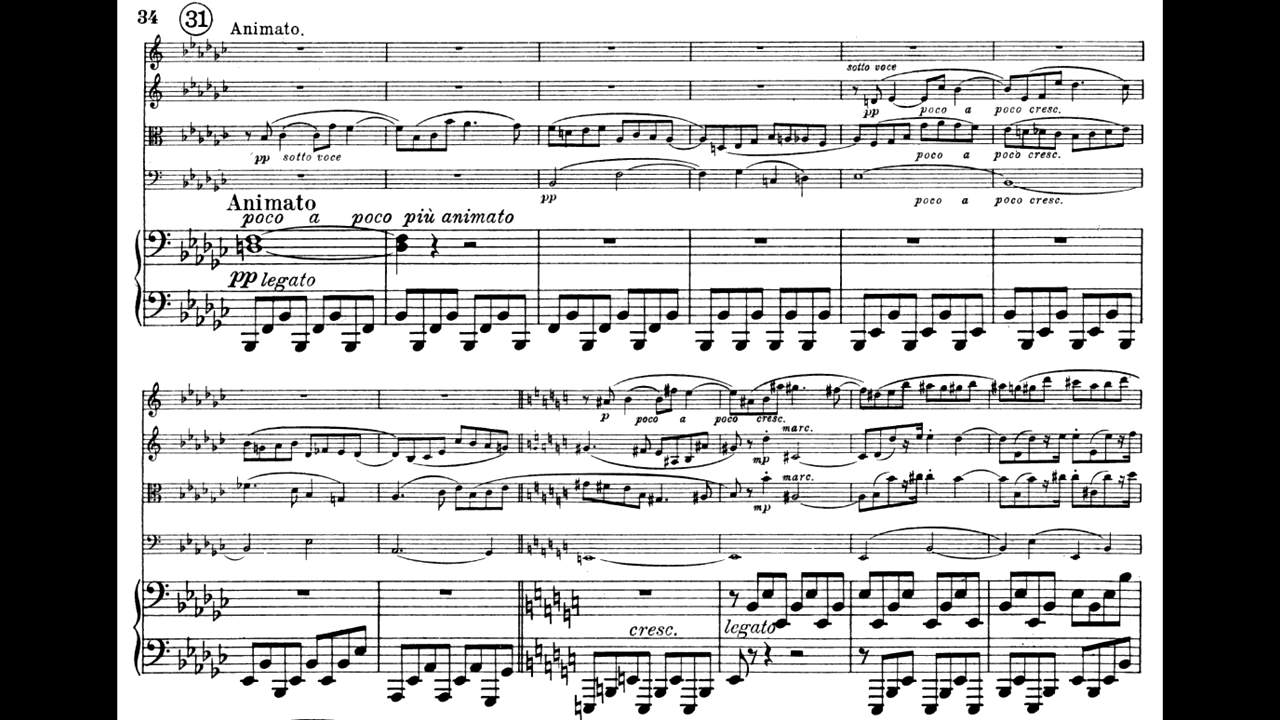 34 31 Animato.
sotto voce
pp poco a poco cresc.
pp sotto voce poco a poco cresc.
pp poco a poco cresc.
Animato
poco a poco più animato
pp legato
p poco a poco cresc.
mp marc.
mp marc.
cresc. legato